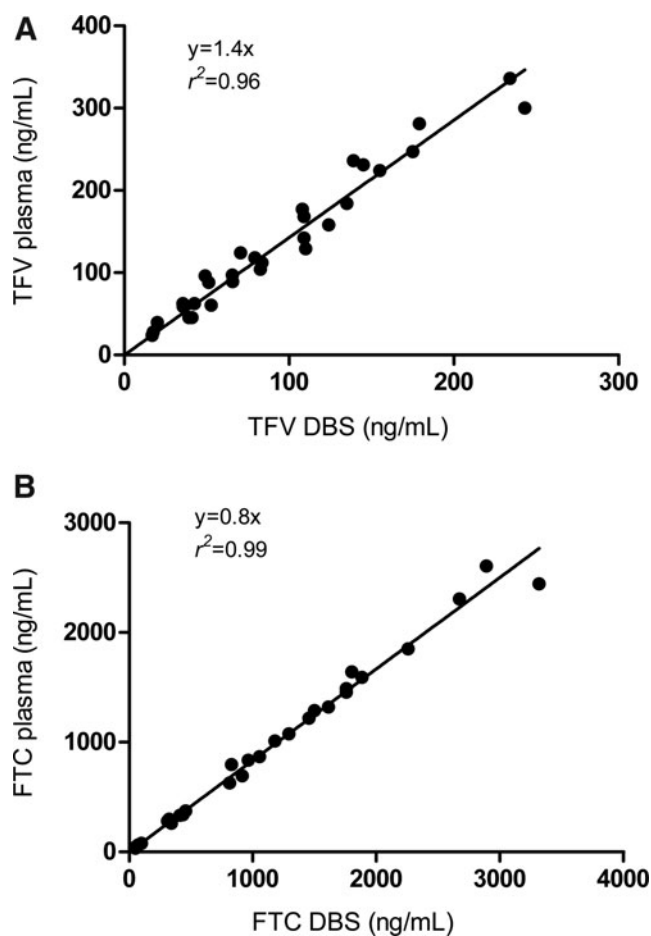 A
400
300
200
100
0
TFV plasma (ng/mL)
y=1.4x
r²=0.96
0 100 200 300
TFV DBS (ng/mL)
B
3000
2000
1000
0
FTC plasma (ng/mL)
y=0.8x
r²=0.99
0 1000 2000 3000 4000
FTC DBS (ng/mL)